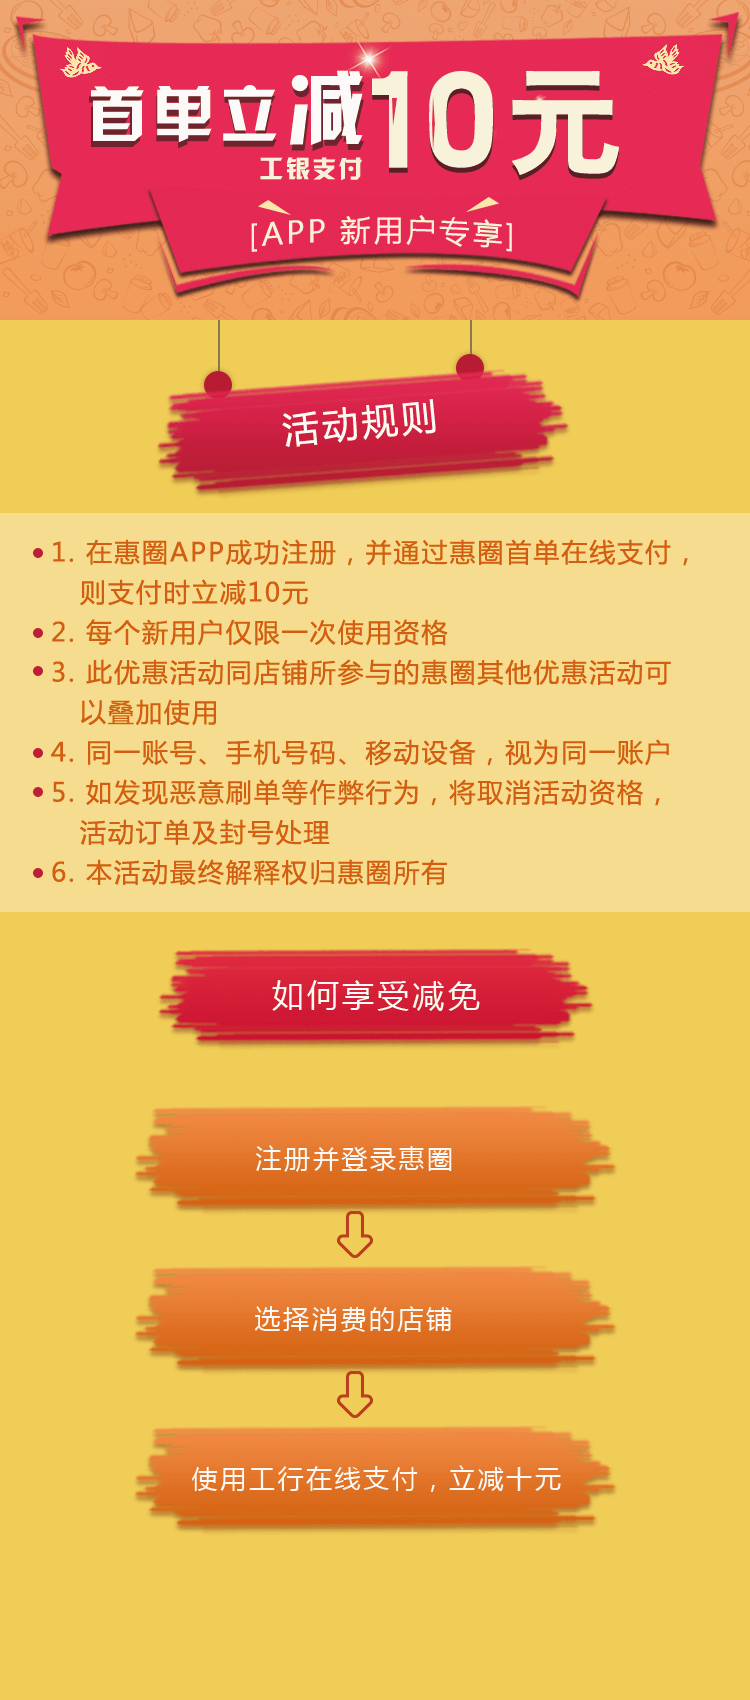 首单立减10元
工银支付
[APP 新用户专享]
活动规则
1. 在惠圈APP成功注册，并通过惠圈首单在线支付，
则支付时立减10元
2. 每个新用户仅限一次使用资格
3. 此优惠活动同店铺所参与的惠圈其他优惠活动可
以叠加使用
4. 同一账号、手机号码、移动设备，视为同一账户
5. 如发现恶意刷单等作弊行为，将取消活动资格，
活动订单及封号处理
6. 本活动最终解释权归惠圈所有
如何享受减免
注册并登录惠圈
选择消费的店铺
使用工行在线支付，立减十元